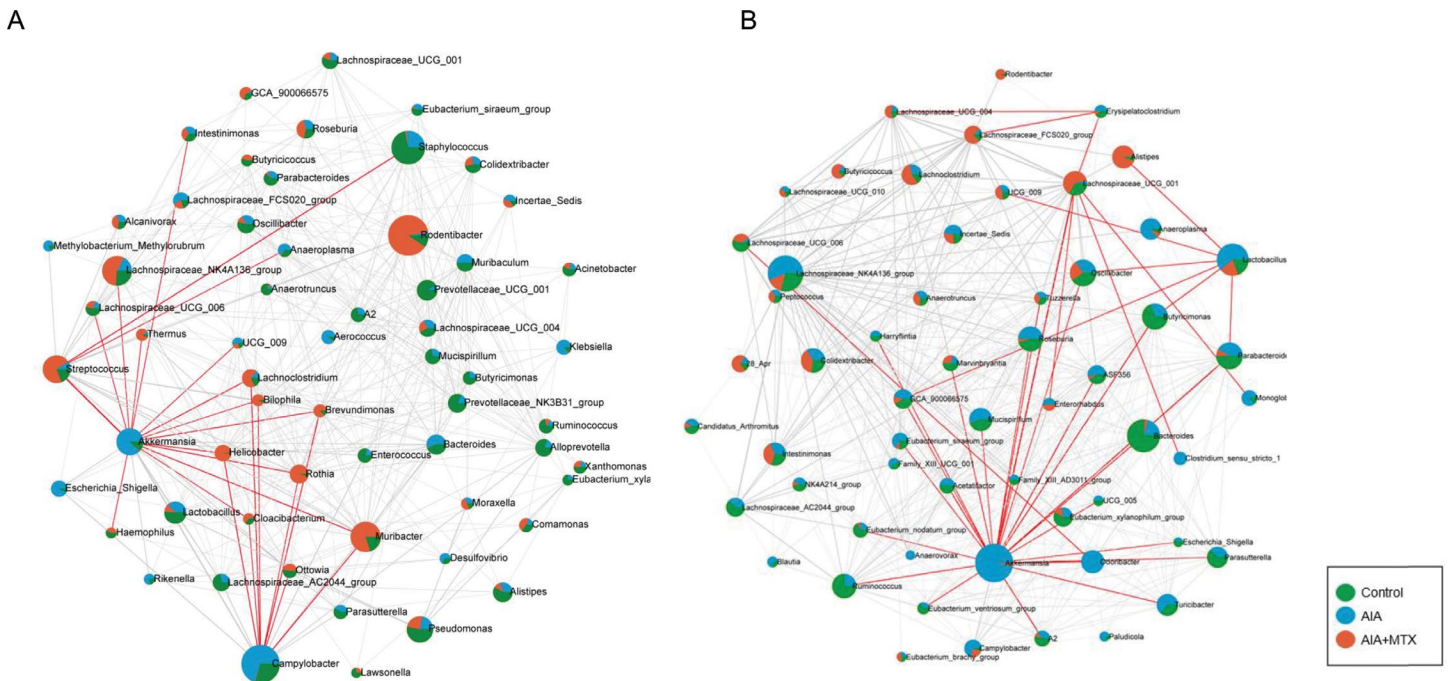 A
B
Lachnospiraceae_UCG_001
GCA_900066575
Eubacterium_siraeum_group
Intestinimonas
Roseburia
Staphylococcus
Butyricicoccus
Colidextribacter
Parabacteroides
Lachnospiraceae_FCS020_group
Incertae_Sedis
Alcanivorax
Oscillibacter
Rodentibacter
Methylobacterium_Methylorubrum
Anaeroplasma
Muribaculum
Lachnospiraceae_NK4A136_group
Acinetobacter
Anaerotruncus
Prevotellaceae_UCG_001
Lachnospiraceae_UCG_006
A2
Lachnospiraceae_UCG_004
Thermus
Aerococcus
UCG_009
Klebsiella
Mucispirillum
Streptococcus
Lachnoclostridium
Butyricimonas
Bilophila
Prevotellaceae_NK3B31_group
Brevundimonas
Ruminococcus
Akkermansia
Bacteroides
Alloprevotella
Helicobacter
Enterococcus
Xanthomonas
Rothia
Eubacterium_xyla
Escherichia_Shigella
Moraxella
Lactobacillus
Cloacibacterium
Comamonas
Haemophilus
Muribacter
Desulfovibrio
Ottowia
Rikenella
Lachnospiraceae_AC2044_group
Alistipes
Parasutterella
Pseudomonas
Campylobacter
Lawsonella
Rodentibacter
Lachnospiraceae_UCG_004
Erysipelatoclostridium
Lachnospiraceae_FCS020_group
Alistipes
Butyricicoccus
Lachnoclostridium
Lachnospiraceae_UCG_001
Lachnospiraceae_UCG_010
UCG_009
Anaeroplasma
Incertae_Sedis
Lachnospiraceae_UCG_006
Lactobacillus
Lachnospiraceae_NK4A136_group
Oscillibacter
Peptococcus
Anaerotruncus
Tuzzerella
Butyricimonas
Harryflintia
Roseburia
Parabacteroide
Colidextribacter
28_Apr
Marvinbryantia
ASF356
GCA_900066575
Enterorhabdus
Monoglob
Mucispirillum
Candidatus_Arthromitus
Bacteroides
Eubacterium_siraeum_group
Intestinimonas
Family_XIII_UCG_001
Clostridium_sensu_stricto_1
Family_XIII_AD3011_group
NK4A214_group
Acetatifactor
UCG_005
Lachnospiraceae_AC2044_group
Eubacterium_xylanophilum_group
Eubacterium_nodatum_group
Escherichia_Shigella
Anaerovorax
Parasutterella
Blautia
Akkermansia
Odoribacter
Ruminococcus
Turicibacter
Eubacterium_ventriosum_group
Paludicola
A2
Campylobacter
Eubacterium_brachy_group
Control
AIA
AIA+MTX